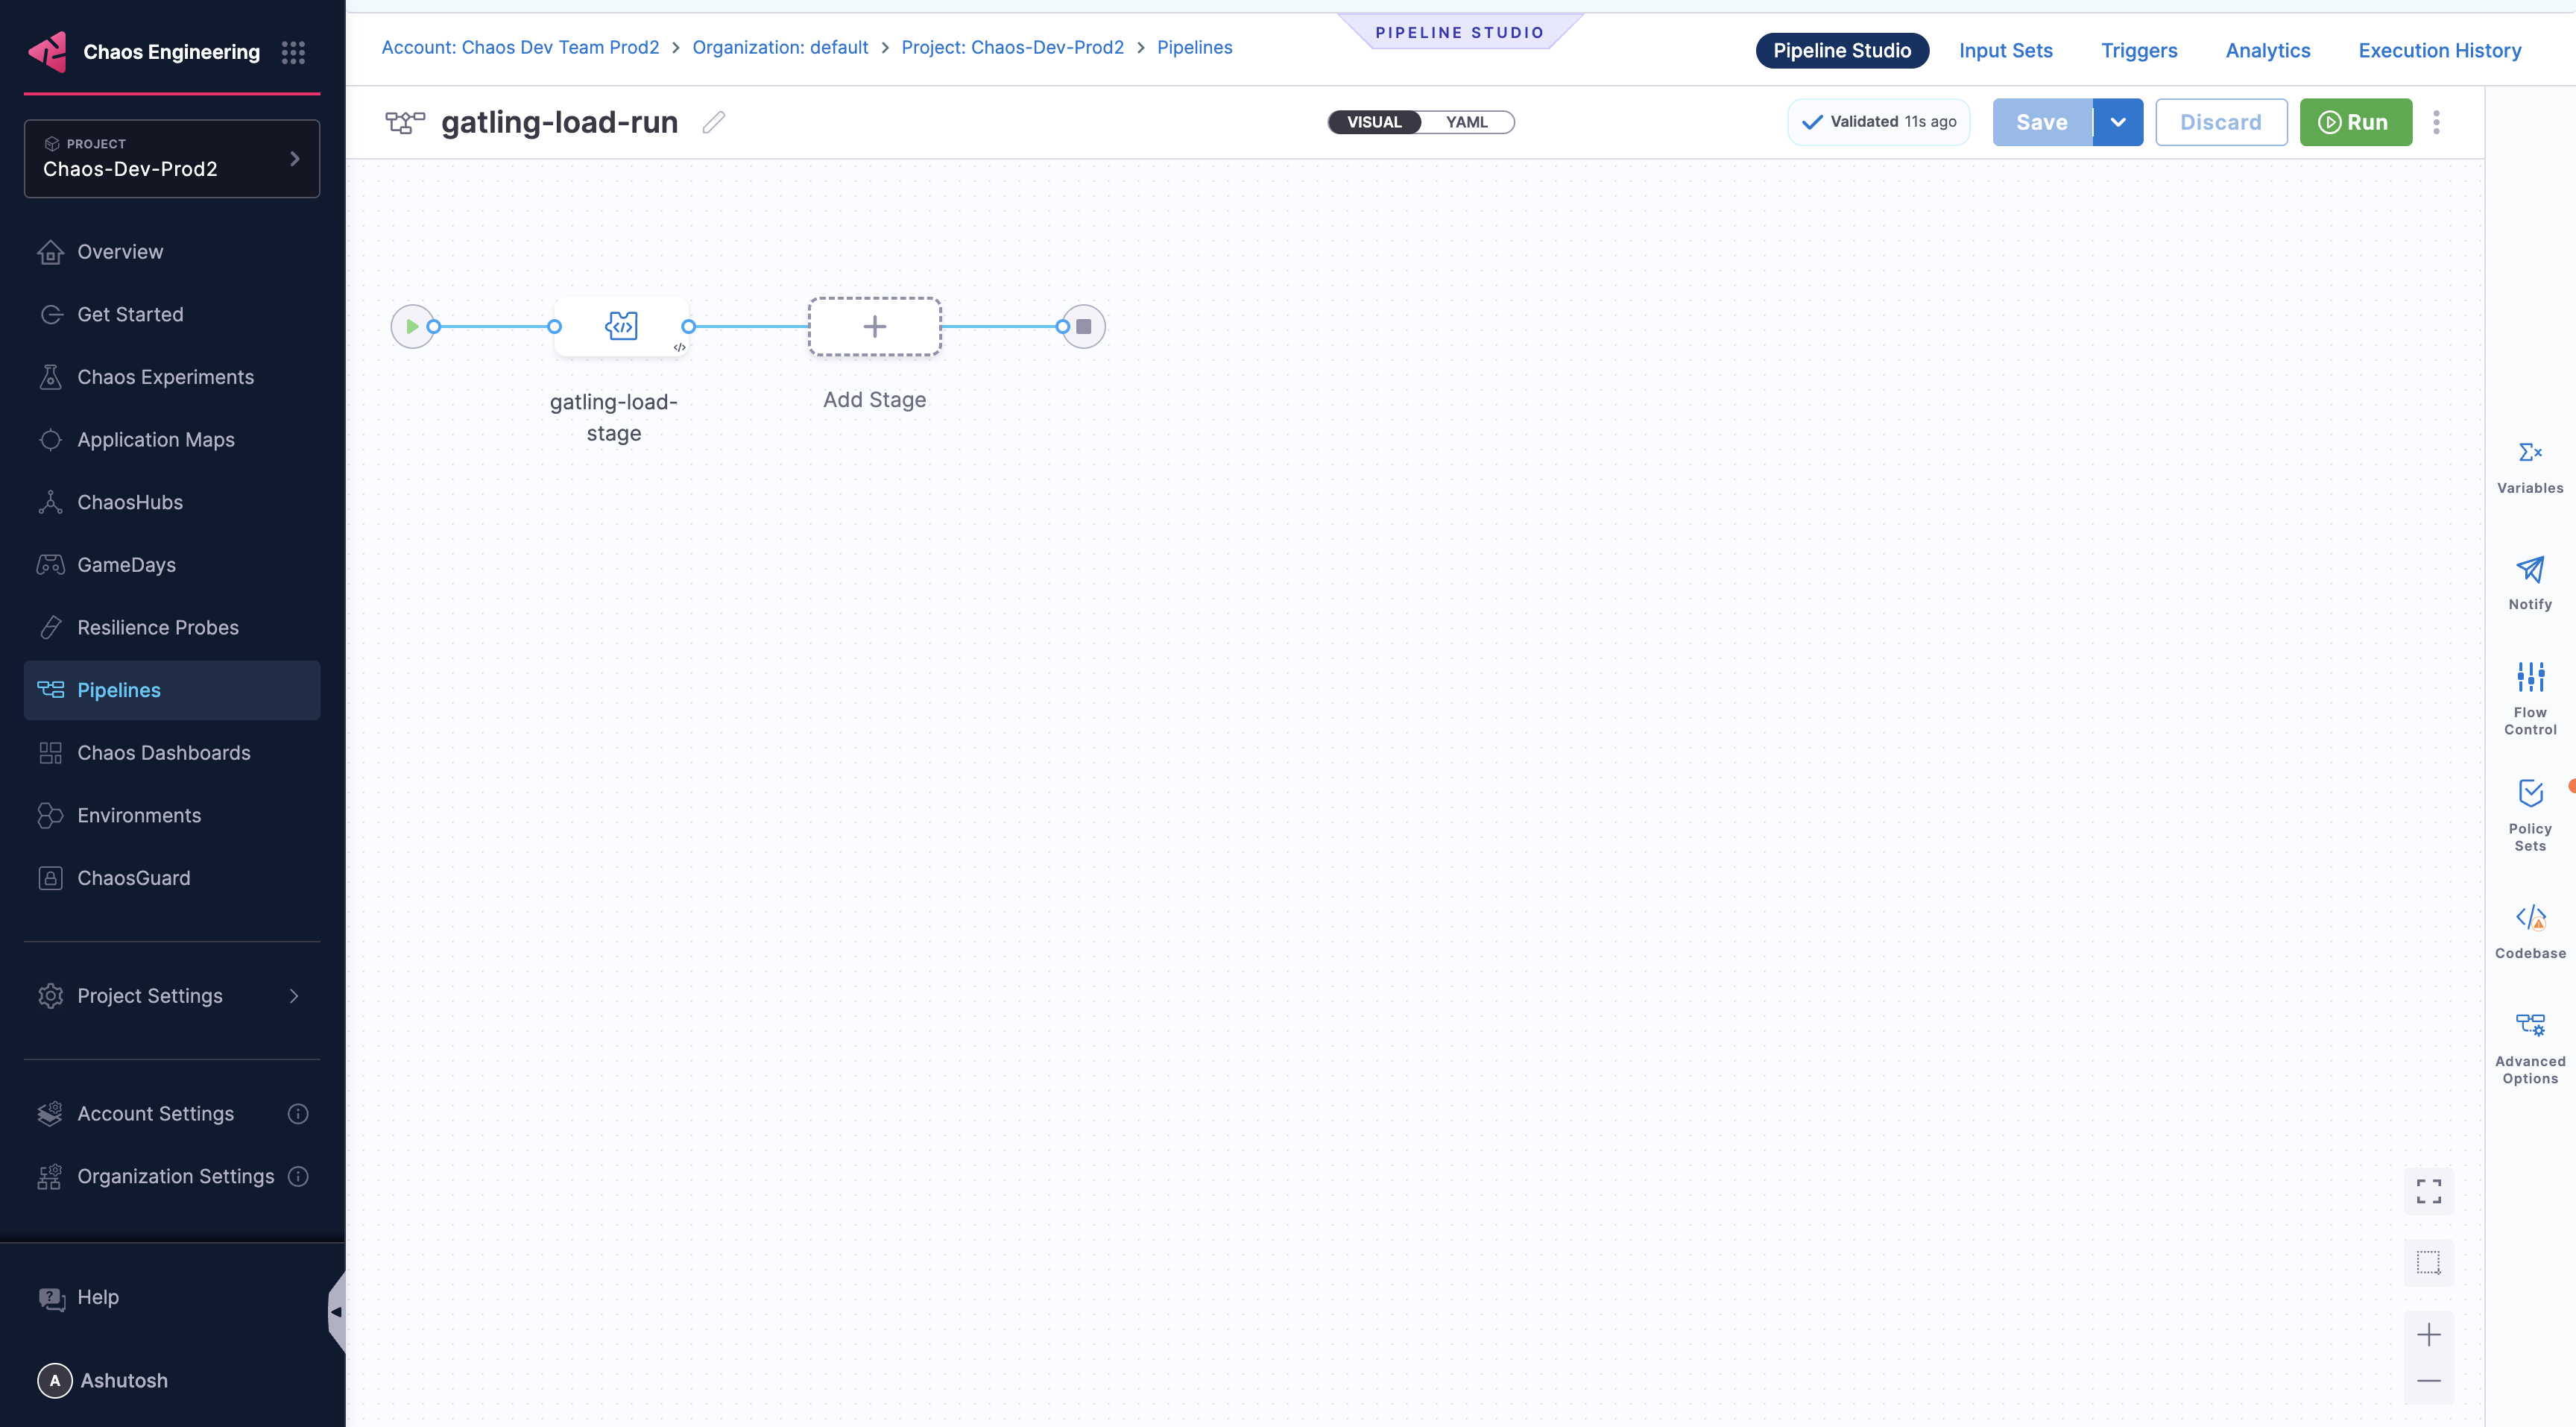 Chaos Engineering
PROJECT
Chaos-Dev-Prod2
Overview
Get Started
Chaos Experiments
Application Maps
ChaosHubs
GameDays
Resilience Probes
Pipelines
Chaos Dashboards
Environments
ChaosGuard
Project Settings
Account Settings
Organization Settings
Help
A Ashutosh
Account: Chaos Dev Team Prod2 > Organization: default > Project: Chaos-Dev-Prod2 > Pipelines
PIPELINE STUDIO
Pipeline Studio Input Sets Triggers Analytics Execution History
gatling-load-run
VISUAL YAML
Validated 11s ago
Save
Discard
Run
gatling-load-
stage
Add Stage
Variables
Notify
Flow
Control
Policy
Sets
Codebase
Advanced
Options